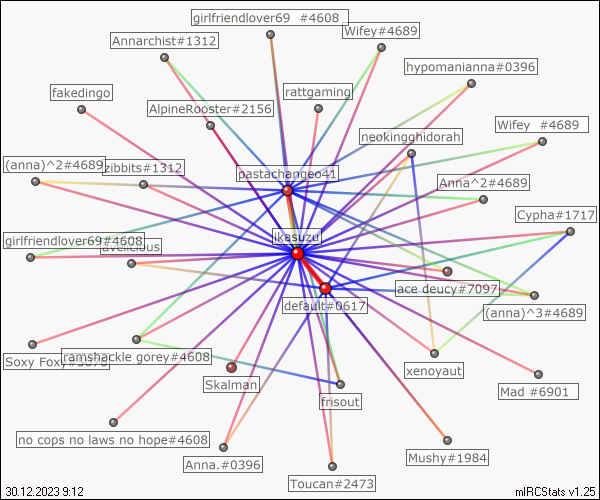 girlfriendlover69 #4608
Wifey#4689
Annarchist#1312
hypomanianna#0396
fakedingo
rattgaming
AlpineRooster#2156
Wifey #4689
neokingghidorah
(anna)^2#4689
zibbits#1312
pastachangeo41
Anna^2#4689
Cypha#1717
ikasuzu
girlfriendlover69#4608
ace deucy#7097
default#0617
(anna)^3#4689
Soxy Foxy
ramshackle gorey#4608
xenoyaut
Skalman
Mad #6901
frisout
no cops no laws no hope#4608
Anna.#0396
Mushy#1984
Toucan#2473
30.12.2023 9:12
mIRCStats v1.25